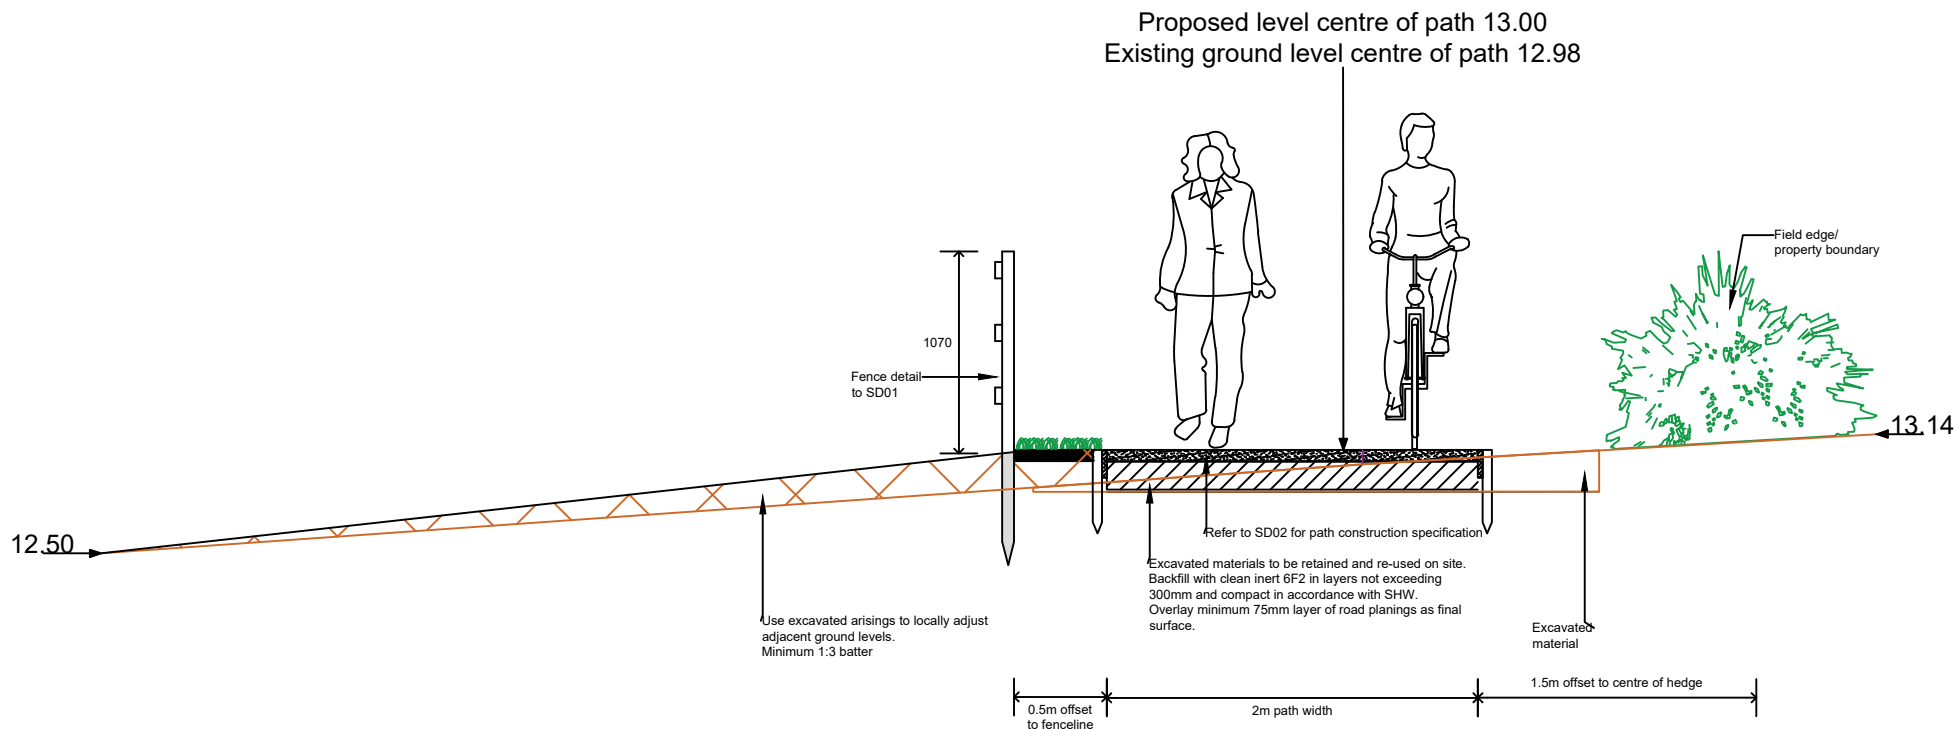 Proposed level centre of path 13.00
Existing ground level centre of path 12.98
Field edge/
property boundary
1070
Fence detail
to SD01
13.14
12.50
Refer to SD02 for path construction specification
Excavated materials to be retained and re-used on site.
Backfill with clean inert 6F2 in layers not exceeding
300mm and compact in accordance with SHW.
Overlay minimum 75mm layer of road planings as final
surface.
Use excavated arisings to locally adjust
adjacent ground levels.
Minimum 1:3 batter
Excavated
material
0.5m offset
to fenceline
2m path width
1.5m offset to centre of hedge